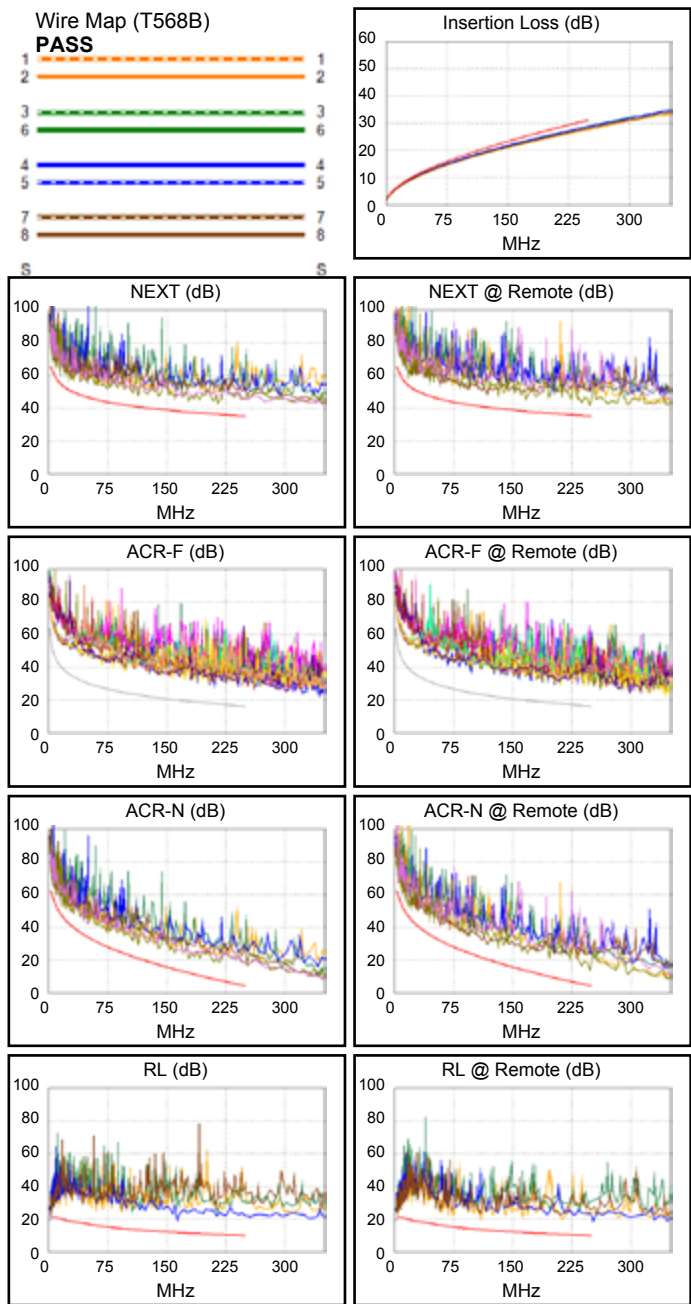 Wire Map (T568B)
PASS
1 1
2 2
3 3
6 6
4 4
5 5
7 7
8 8
S S
Insertion Loss (dB)
60
50
40
30
20
10
0
0 75 150 225 300
MHz
NEXT (dB)
100
80
60
40
20
0
0 75 150 225 300
MHz
NEXT @ Remote (dB)
100
80
60
40
20
0
0 75 150 225 300
MHz
ACR-F (dB)
100
80
60
40
20
0
0 75 150 225 300
MHz
ACR-F @ Remote (dB)
100
80
60
40
20
0
0 75 150 225 300
MHz
ACR-N (dB)
100
80
60
40
20
0
0 75 150 225 300
MHz
ACR-N @ Remote (dB)
100
80
60
40
20
0
0 75 150 225 300
MHz
RL (dB)
100
80
60
40
20
0
0 75 150 225 300
MHz
RL @ Remote (dB)
100
80
60
40
20
0
0 75 150 225 300
MHz